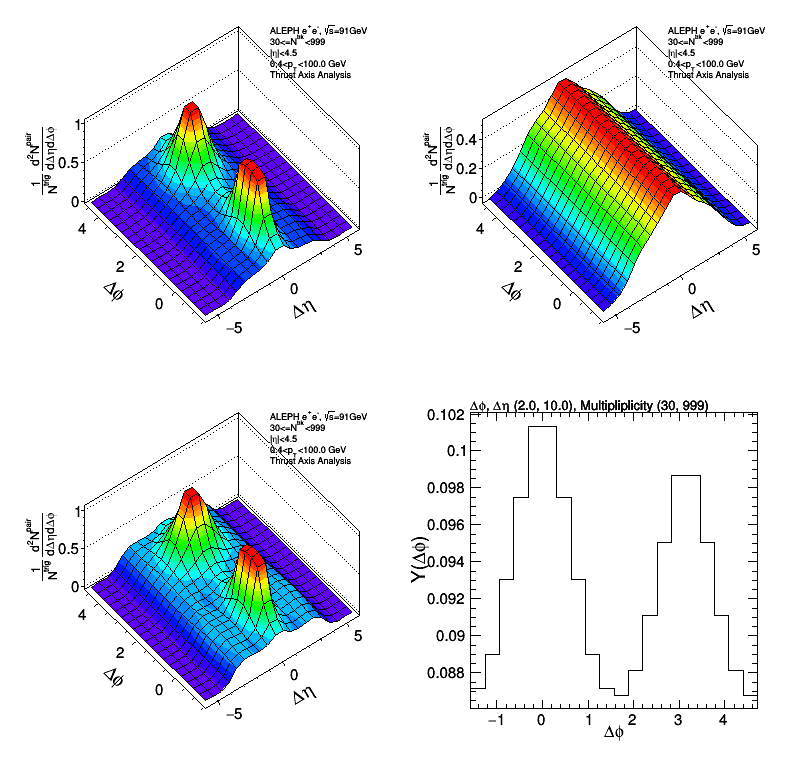 ALEPH e⁺e⁻, √s=91GeV
30<=N^trk<999
|η|<4.5
0.4<p_T<100.0 GeV
Thrust Axis Analysis
1/N^trig d²N^pair/dΔηdΔϕ
1
0.5
0
4
2
0
Δϕ
−5
0
5
Δη
ALEPH e⁺e⁻, √s=91GeV
30<=N^trk<999
|η|<4.5
0.4<p_T<100.0 GeV
Thrust Axis Analysis
1/N^trig d²N^pair/dΔηdΔϕ
0.4
0.2
0
4
2
0
Δϕ
−5
0
5
Δη
ALEPH e⁺e⁻, √s=91GeV
30<=N^trk<999
|η|<4.5
0.4<p_T<100.0 GeV
Thrust Axis Analysis
1/N^trig d²N^pair/dΔηdΔϕ
1
0.5
0
4
2
0
Δϕ
−5
0
5
Δη
Δϕ, Δη (2.0, 10.0), Multipliplicity (30, 999)
0.102
0.1
0.098
0.096
0.094
0.092
0.09
0.088
Y(Δϕ)
−1 0 1 2 3 4
Δϕ